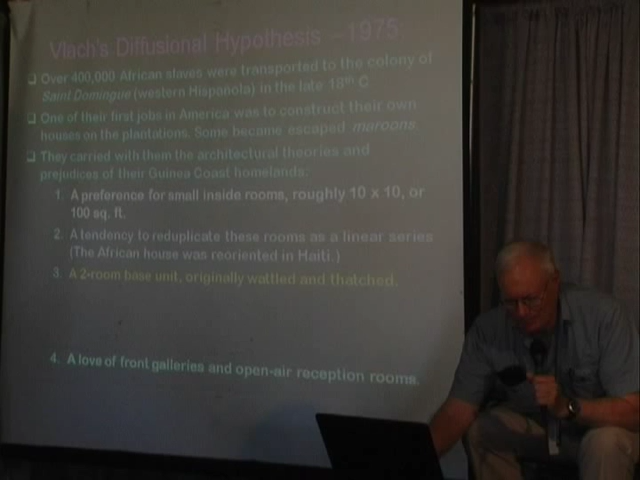 Vlach's Diffusional Hypothesis – 1975
Over 400,000 African slaves were transported to the colony of
Saint Domingue (western Hispanola) in the late 18th C
One of their first jobs in America was to construct their own
houses on the plantations. Some became escaped maroons.
They carried with them the architectural theories and
prejudices of their Guinea Coast homelands:
1. A preference for small inside rooms, roughly 10 x 10, or
100 sq. ft.
2. A tendency to reduplicate these rooms as a linear series
(The African house was reoriented in Haiti.)
3. A 2-room base unit, originally wattled and thatched.
4. A love of front galleries and open-air reception rooms.